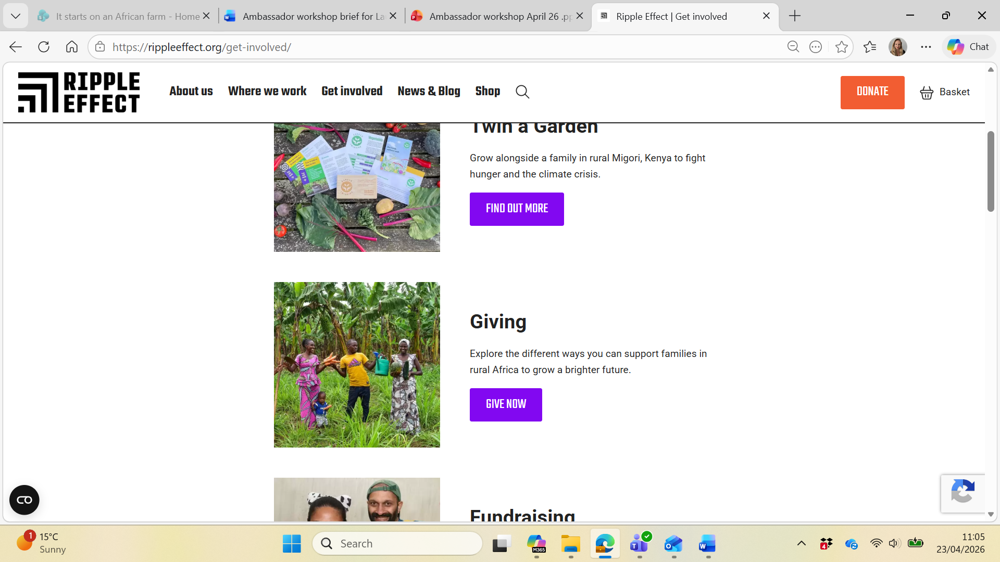 It starts on an African farm - Home
Ambassador workshop brief for La
Ambassador workshop April 26 .pp
Ripple Effect | Get involved
https://rippleeffect.org/get-involved/
Chat
RIPPLE
EFFECT
About us
Where we work
Get involved
News & Blog
Shop
DONATE
Basket
Twin a Garden
Vegetable
Grow alongside a family in rural Migori, Kenya to fight
hunger and the climate crisis.
FIND OUT MORE
Giving
Explore the different ways you can support families in
rural Africa to grow a brighter future.
GIVE NOW
Fundraising
1
15°C
Sunny
Search
M365
4
11:05
23/04/2026